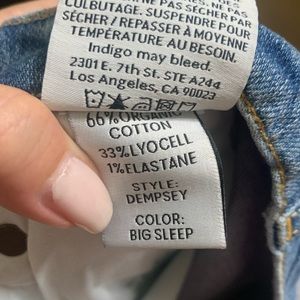 CULBUTAGE. SUSPENDRE POUR
SÉCHER / REPASSER À MOYENNE
TEMPÉRATURE AU BESOIN.
Indigo may bleed.
2301 E. 7th St. STE A244
Los Angeles, CA 90023
66% ORGANIC
COTTON
33% LYOCELL
1% ELASTANE
STYLE:
DEMPSEY
COLOR:
BIG SLEEP